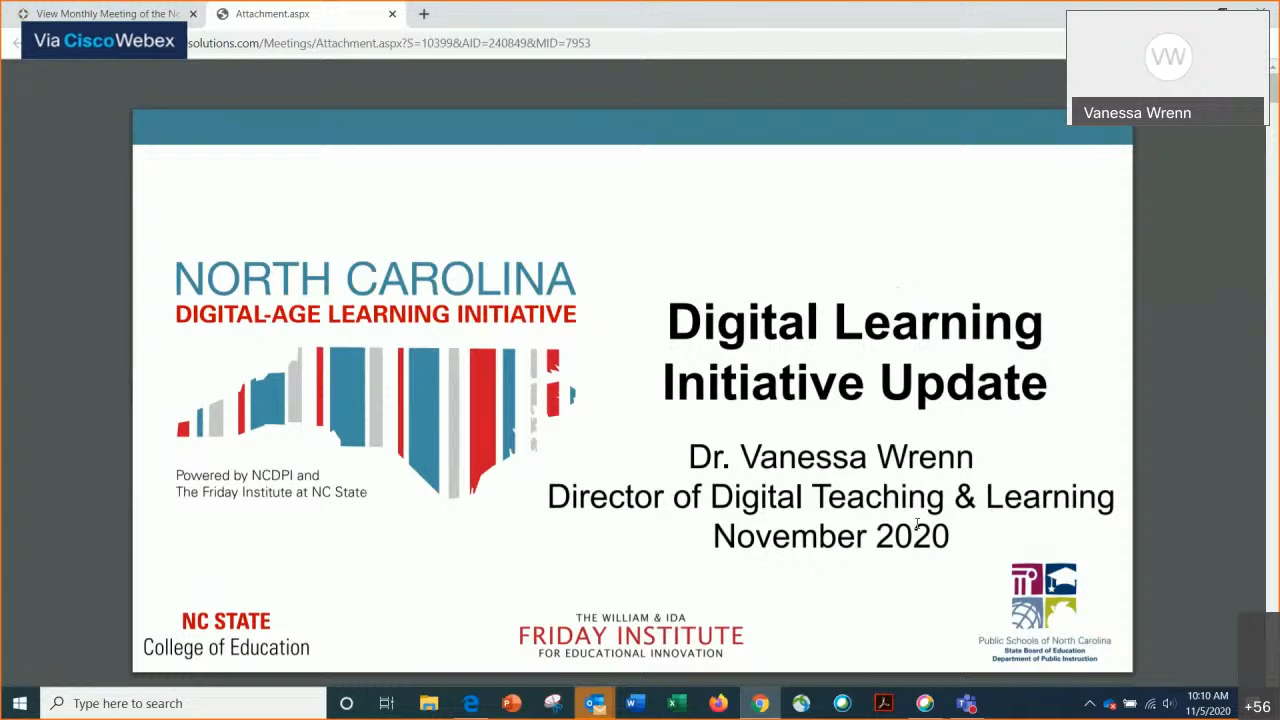 View Monthly Meeting of the No
Attachment.aspx
Via CiscoWebex
solutions.com/Meetings/Attachment.aspx?S=10399&AID=240849&MID=7953
VW
Vanessa Wrenn
NORTH CAROLINA
DIGITAL-AGE LEARNING INITIATIVE
Powered by NCDPI and
The Friday Institute at NC State
Digital Learning
Initiative Update
Dr. Vanessa Wrenn
Director of Digital Teaching & Learning
November 2020
NC STATE
College of Education
THE WILLIAM & IDA
FRIDAY INSTITUTE
FOR EDUCATIONAL INNOVATION
Public Schools of North Carolina
State Board of Education
Department of Public Instruction
Type here to search
10:10 AM
11/5/2020
+56